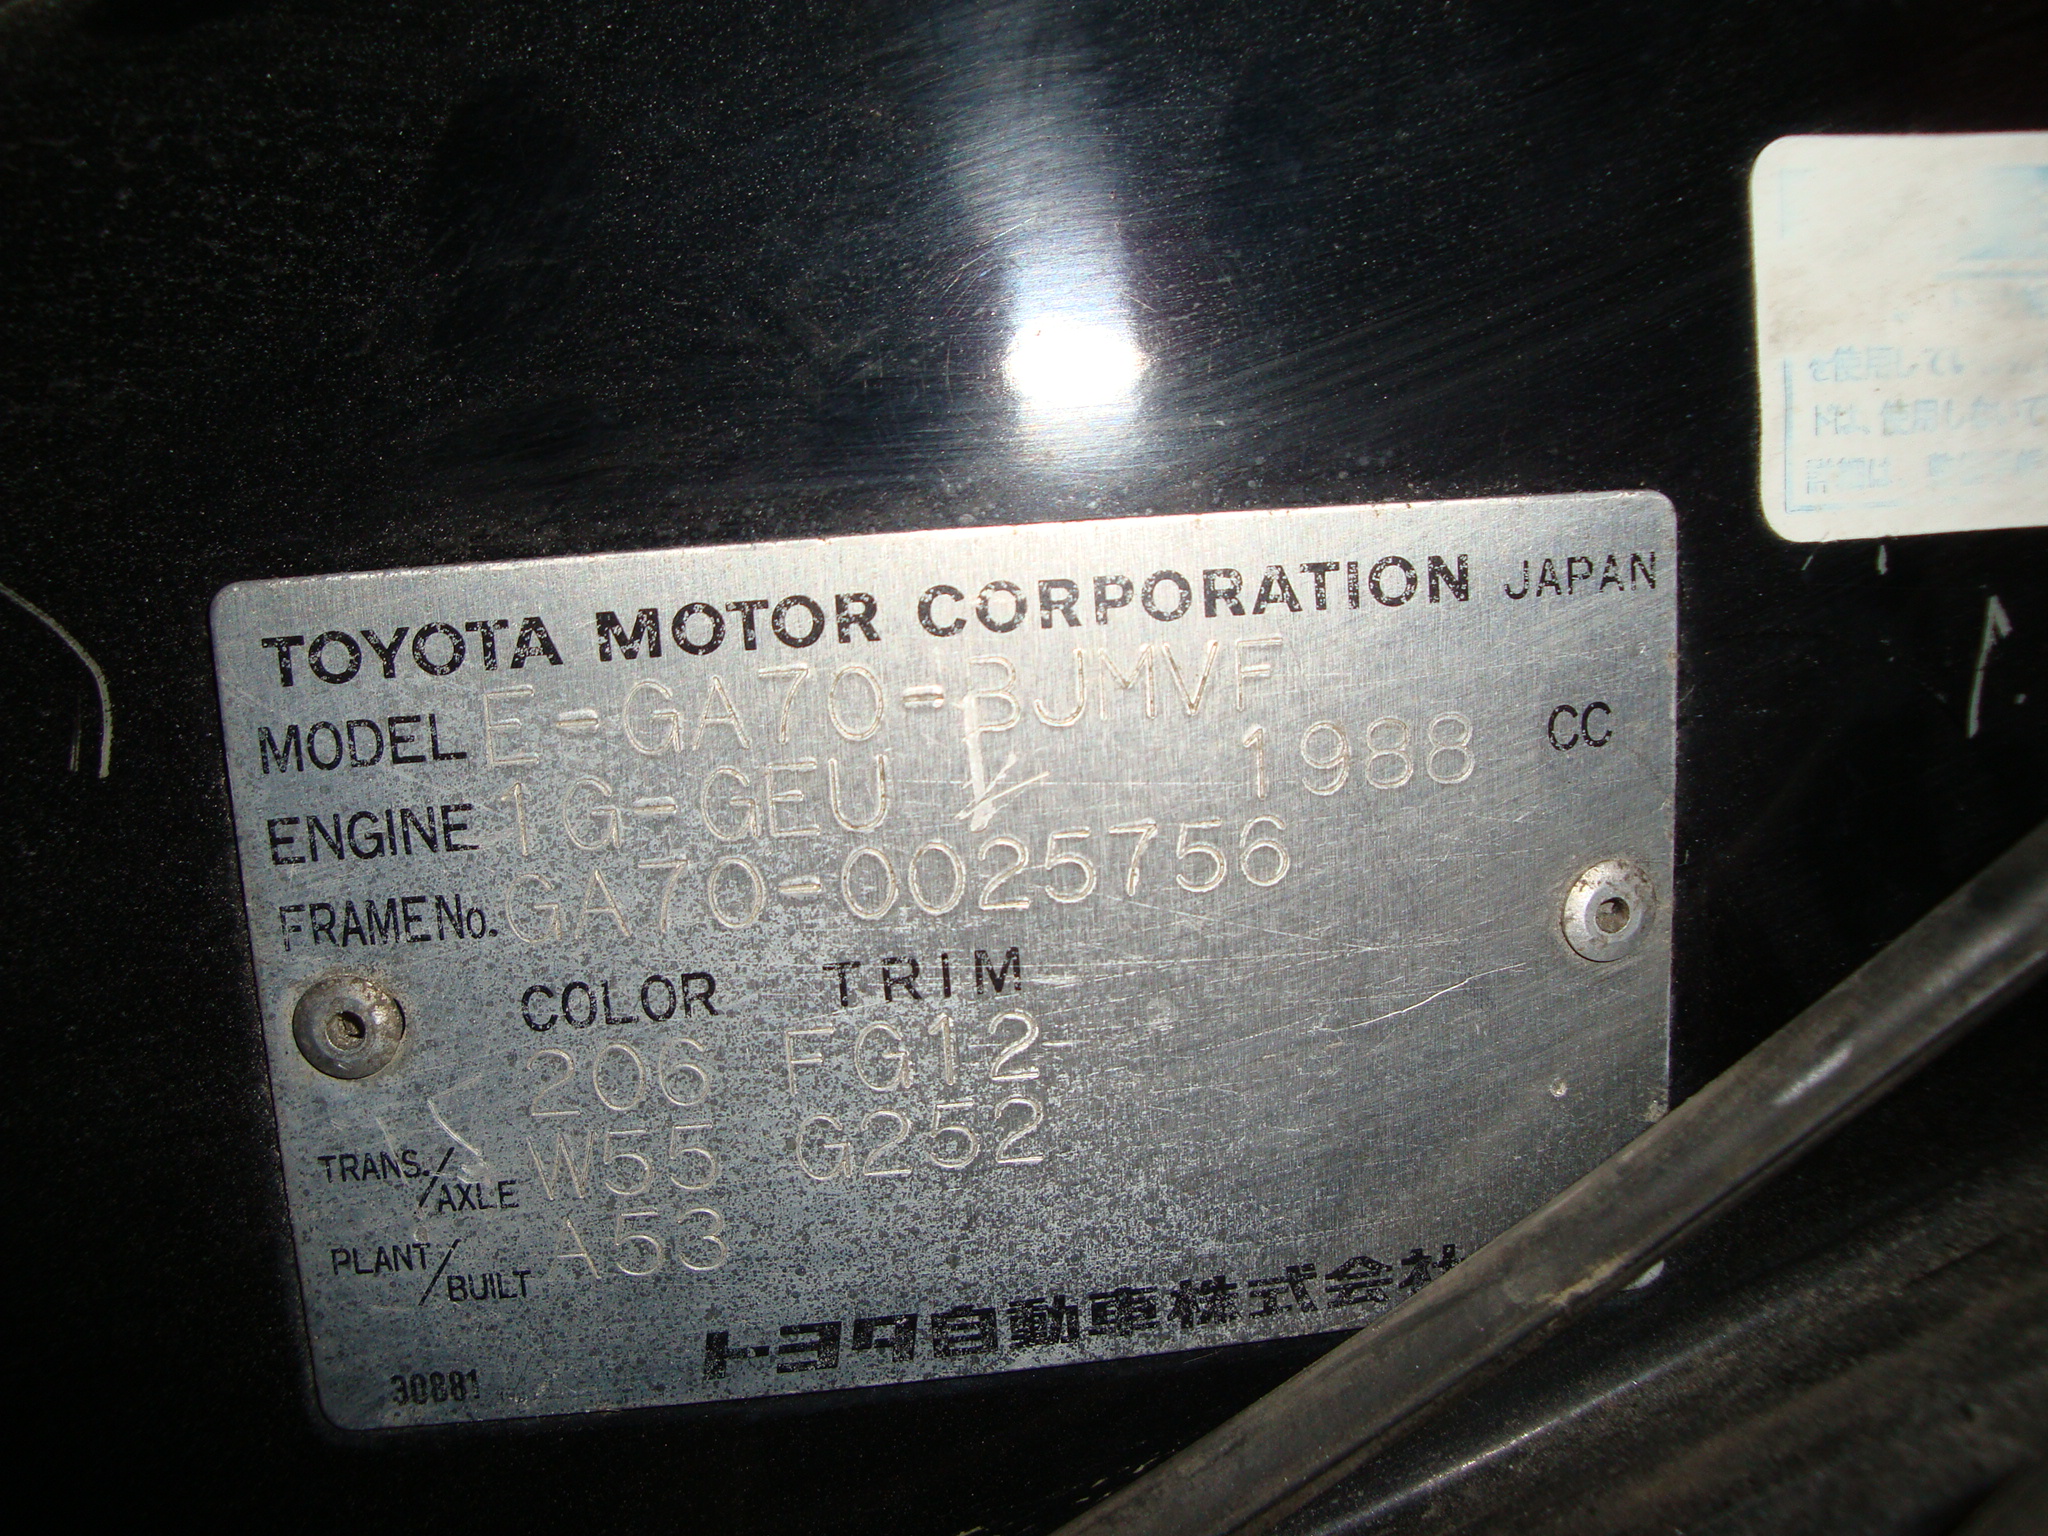 TOYOTA MOTOR CORPORATION JAPAN
MODEL E-GA70-BJMVF
ENGINE 1G-GEU 1988 CC
FRAME No. GA70-0025756
COLOR TRIM
206 FG12
TRANS./AXLE W55 G252
PLANT/BUILT A53
トヨタ自動車株式会社
30881